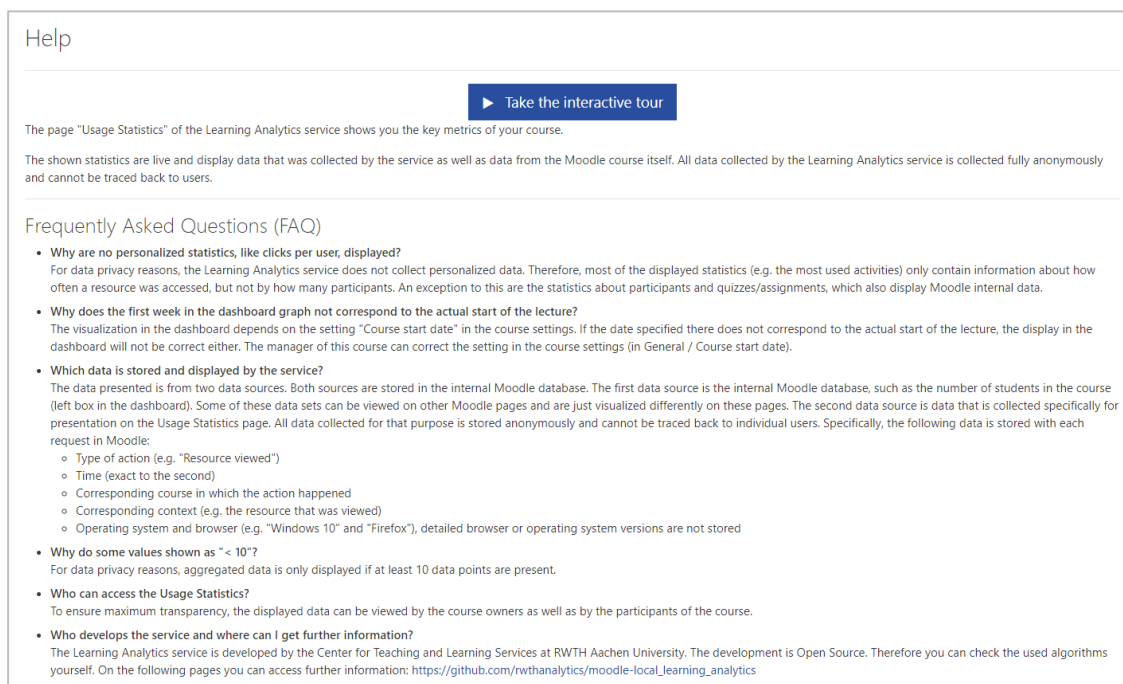 Help
▶ Take the interactive tour
The page "Usage Statistics" of the Learning Analytics service shows you the key metrics of your course.
The shown statistics are live and display data that was collected by the service as well as data from the Moodle course itself. All data collected by the Learning Analytics service is collected fully anonymously
and cannot be traced back to users.
Frequently Asked Questions (FAQ)
• Why are no personalized statistics, like clicks per user, displayed?
For data privacy reasons, the Learning Analytics service does not collect personalized data. Therefore, most of the displayed statistics (e.g. the most used activities) only contain information about how
often a resource was accessed, but not by how many participants. An exception to this are the statistics about participants and quizzes/assignments, which also display Moodle internal data.
• Why does the first week in the dashboard graph not correspond to the actual start of the lecture?
The visualization in the dashboard depends on the setting "Course start date" in the course settings. If the date specified there does not correspond to the actual start of the lecture, the display in the
dashboard will not be correct either. The manager of this course can correct the setting in the course settings (in General / Course start date).
• Which data is stored and displayed by the service?
The data presented is from two data sources. Both sources are stored in the internal Moodle database. The first data source is the internal Moodle database, such as the number of students in the course
(left box in the dashboard). Some of these data sets can be viewed on other Moodle pages and are just visualized differently on these pages. The second data source is data that is collected specifically for
presentation on the Usage Statistics page. All data collected for that purpose is stored anonymously and cannot be traced back to individual users. Specifically, the following data is stored with each
request in Moodle:
◦ Type of action (e.g. "Resource viewed")
◦ Time (exact to the second)
◦ Corresponding course in which the action happened
◦ Corresponding context (e.g. the resource that was viewed)
◦ Operating system and browser (e.g. "Windows 10" and "Firefox"), detailed browser or operating system versions are not stored
• Why do some values shown as "< 10"?
For data privacy reasons, aggregated data is only displayed if at least 10 data points are present.
• Who can access the Usage Statistics?
To ensure maximum transparency, the displayed data can be viewed by the course owners as well as by the participants of the course.
• Who develops the service and where can I get further information?
The Learning Analytics service is developed by the Center for Teaching and Learning Services at RWTH Aachen University. The development is Open Source. Therefore you can check the used algorithms
yourself. On the following pages you can access further information: https://github.com/rwthanalytics/moodle-local_learning_analytics